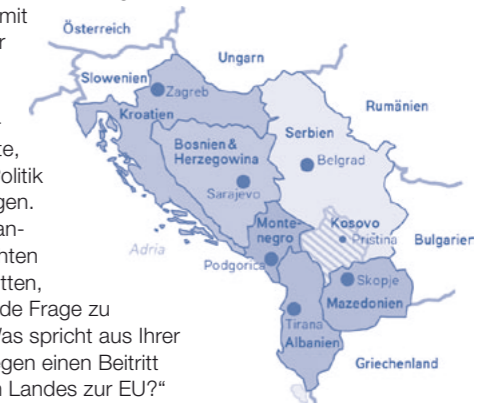 mit
r
te,
olitik
gen.
an-
nten
tten,
de Frage zu
Was spricht aus Ihrer
egen einen Beitritt
n Landes zur EU?“
Österreich
Ungarn
Slowenien
Zagreb
Rumänien
Kroatien
Serbien
Bosnien &
Herzegowina
Belgrad
Sarajevo
Monte-
negro
Kosovo
Priština
Bulgarien
Adria
Podgorica
Skopje
Mazedonien
Tirana
Albanien
Griechenland